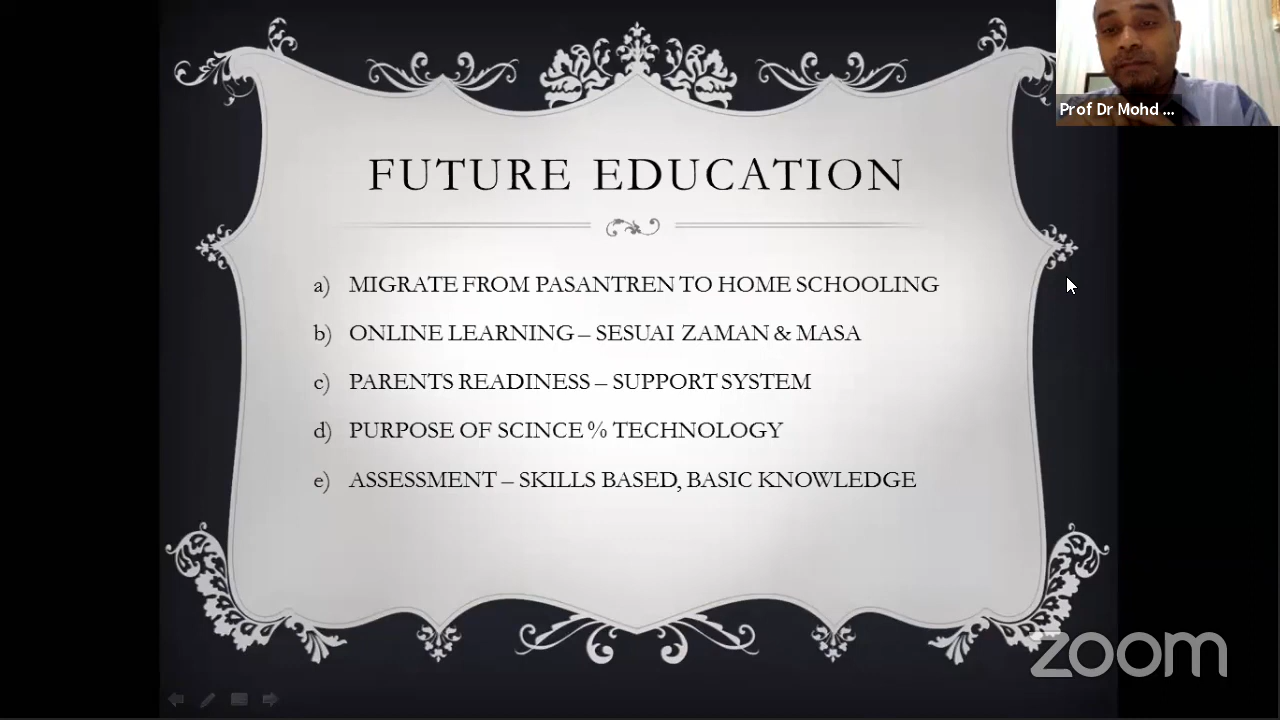 Prof Dr Mohd ...
FUTURE EDUCATION
a) MIGRATE FROM PASANTREN TO HOME SCHOOLING
b) ONLINE LEARNING – SESUAI ZAMAN & MASA
c) PARENTS READINESS – SUPPORT SYSTEM
d) PURPOSE OF SCINCE % TECHNOLOGY
e) ASSESSMENT – SKILLS BASED, BASIC KNOWLEDGE
zoom